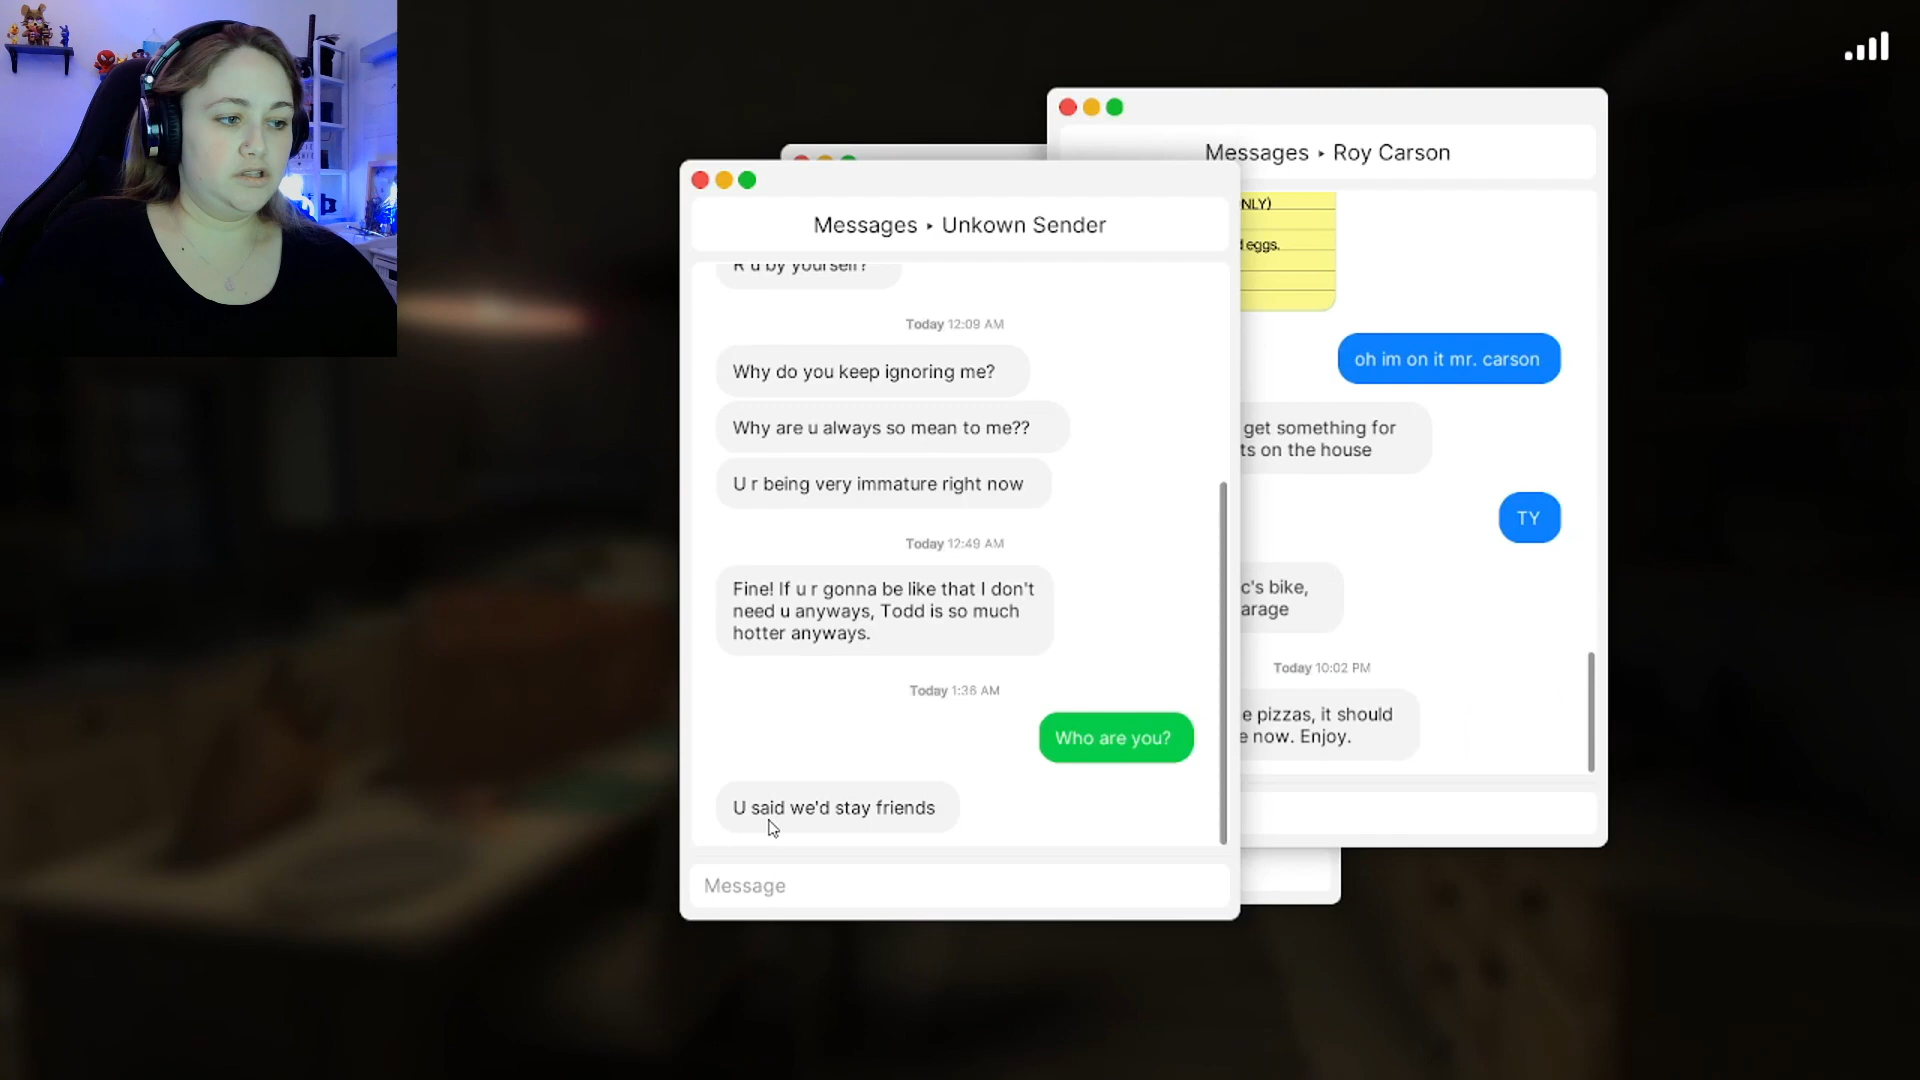 Messages ▸ Roy Carson
NLY)
eggs.
oh im on it mr. carson
get something for
ts on the house
TY
c's bike,
arage
Today 10:02 PM
e pizzas, it should
e now. Enjoy.
Messages ▸ Unkown Sender
R u by yourself?
Today 12:09 AM
Why do you keep ignoring me?
Why are u always so mean to me??
U r being very immature right now
Today 12:49 AM
Fine! If u r gonna be like that I don't
need u anyways, Todd is so much
hotter anyways.
Today 1:36 AM
Who are you?
U said we'd stay friends
Message